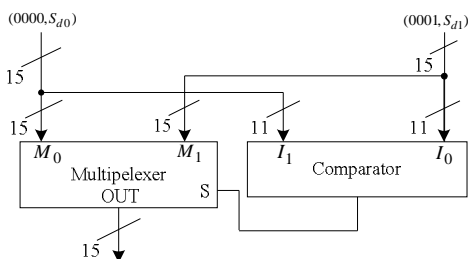 (0000, S_d0)
(0001, S_d1)
15
15
15
15
11
11
M_0
M_1
I_1
I_0
Multipelexer
OUT
S
Comparator
15